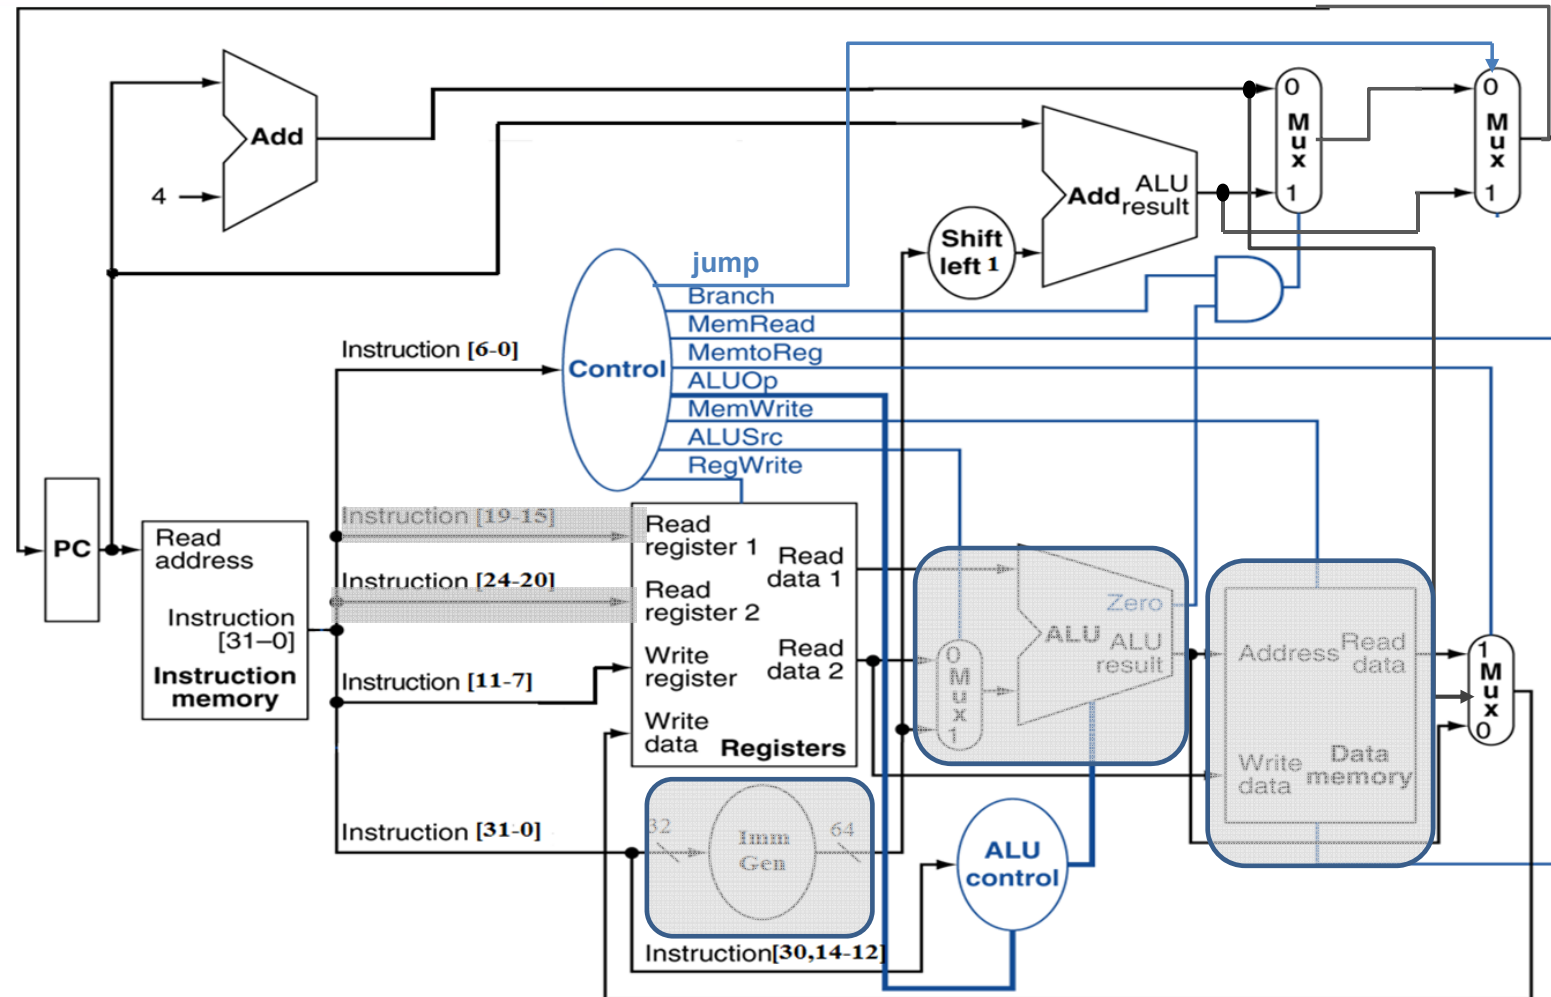 0
M
u
x
1
0
M
u
x
1
Add
4
Add
ALU
result
Shift
left 1
jump
Branch
MemRead
MemtoReg
ALUOp
MemWrite
ALUSrc
RegWrite
Control
Instruction [6-0]
PC
Read
address
Instruction
[31–0]
Instruction
memory
Instruction [19-15]
Instruction [24-20]
Instruction [11-7]
Instruction [31-0]
Read
register 1
Read
register 2
Write
register
Write
data
Read
data 1
Read
data 2
Registers
0
M
u
x
1
Zero
ALU
ALU
result
Address
Read
data
Write
data
Data
memory
1
M
u
x
0
32
Imm
Gen
64
ALU
control
Instruction[30,14-12]